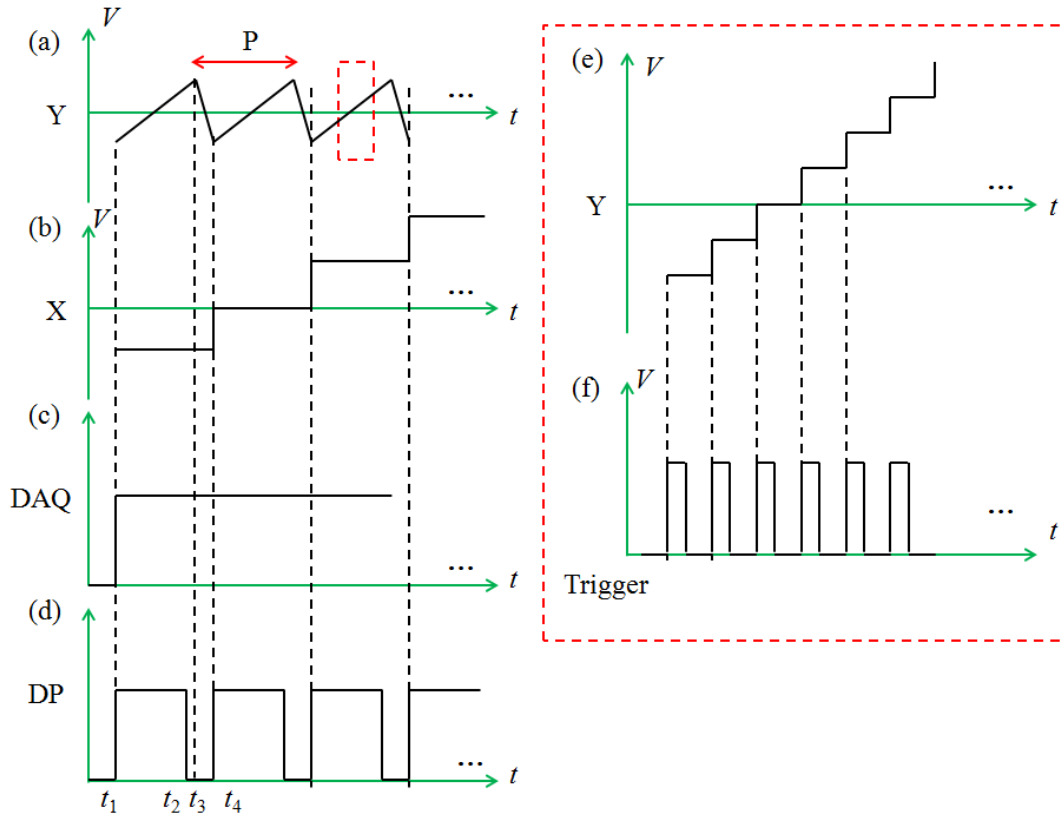 (a)
V
P
Y
...
t
(b)
V
X
...
t
(c)
DAQ
...
t
(d)
DP
...
t
t1 t2 t3 t4
(e)
V
Y
...
t
(f)
V
...
t
Trigger